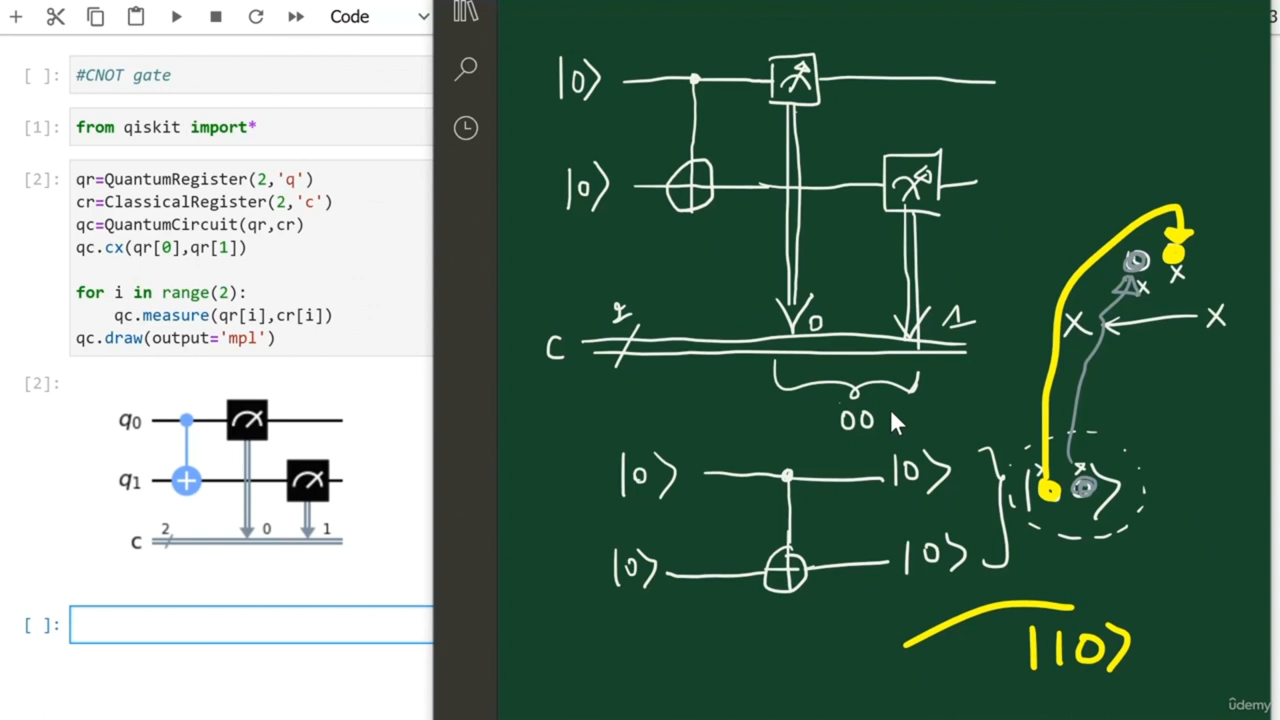 Code
3
[ ]: #CNOT gate
[1]: from qiskit import*
[2]: qr=QuantumRegister(2,'q')
cr=ClassicalRegister(2,'c')
qc=QuantumCircuit(qr,cr)
qc.cx(qr[0],qr[1])
for i in range(2):
qc.measure(qr[i],cr[i])
qc.draw(output='mpl')
[2]:
q0
q1
2 0 1
c
[ ]:
|0⟩
|0⟩
2 0 1
C
00
x
x
X X
|0⟩ |0⟩
x x
|0⟩ |0⟩
|10⟩
ûdemy